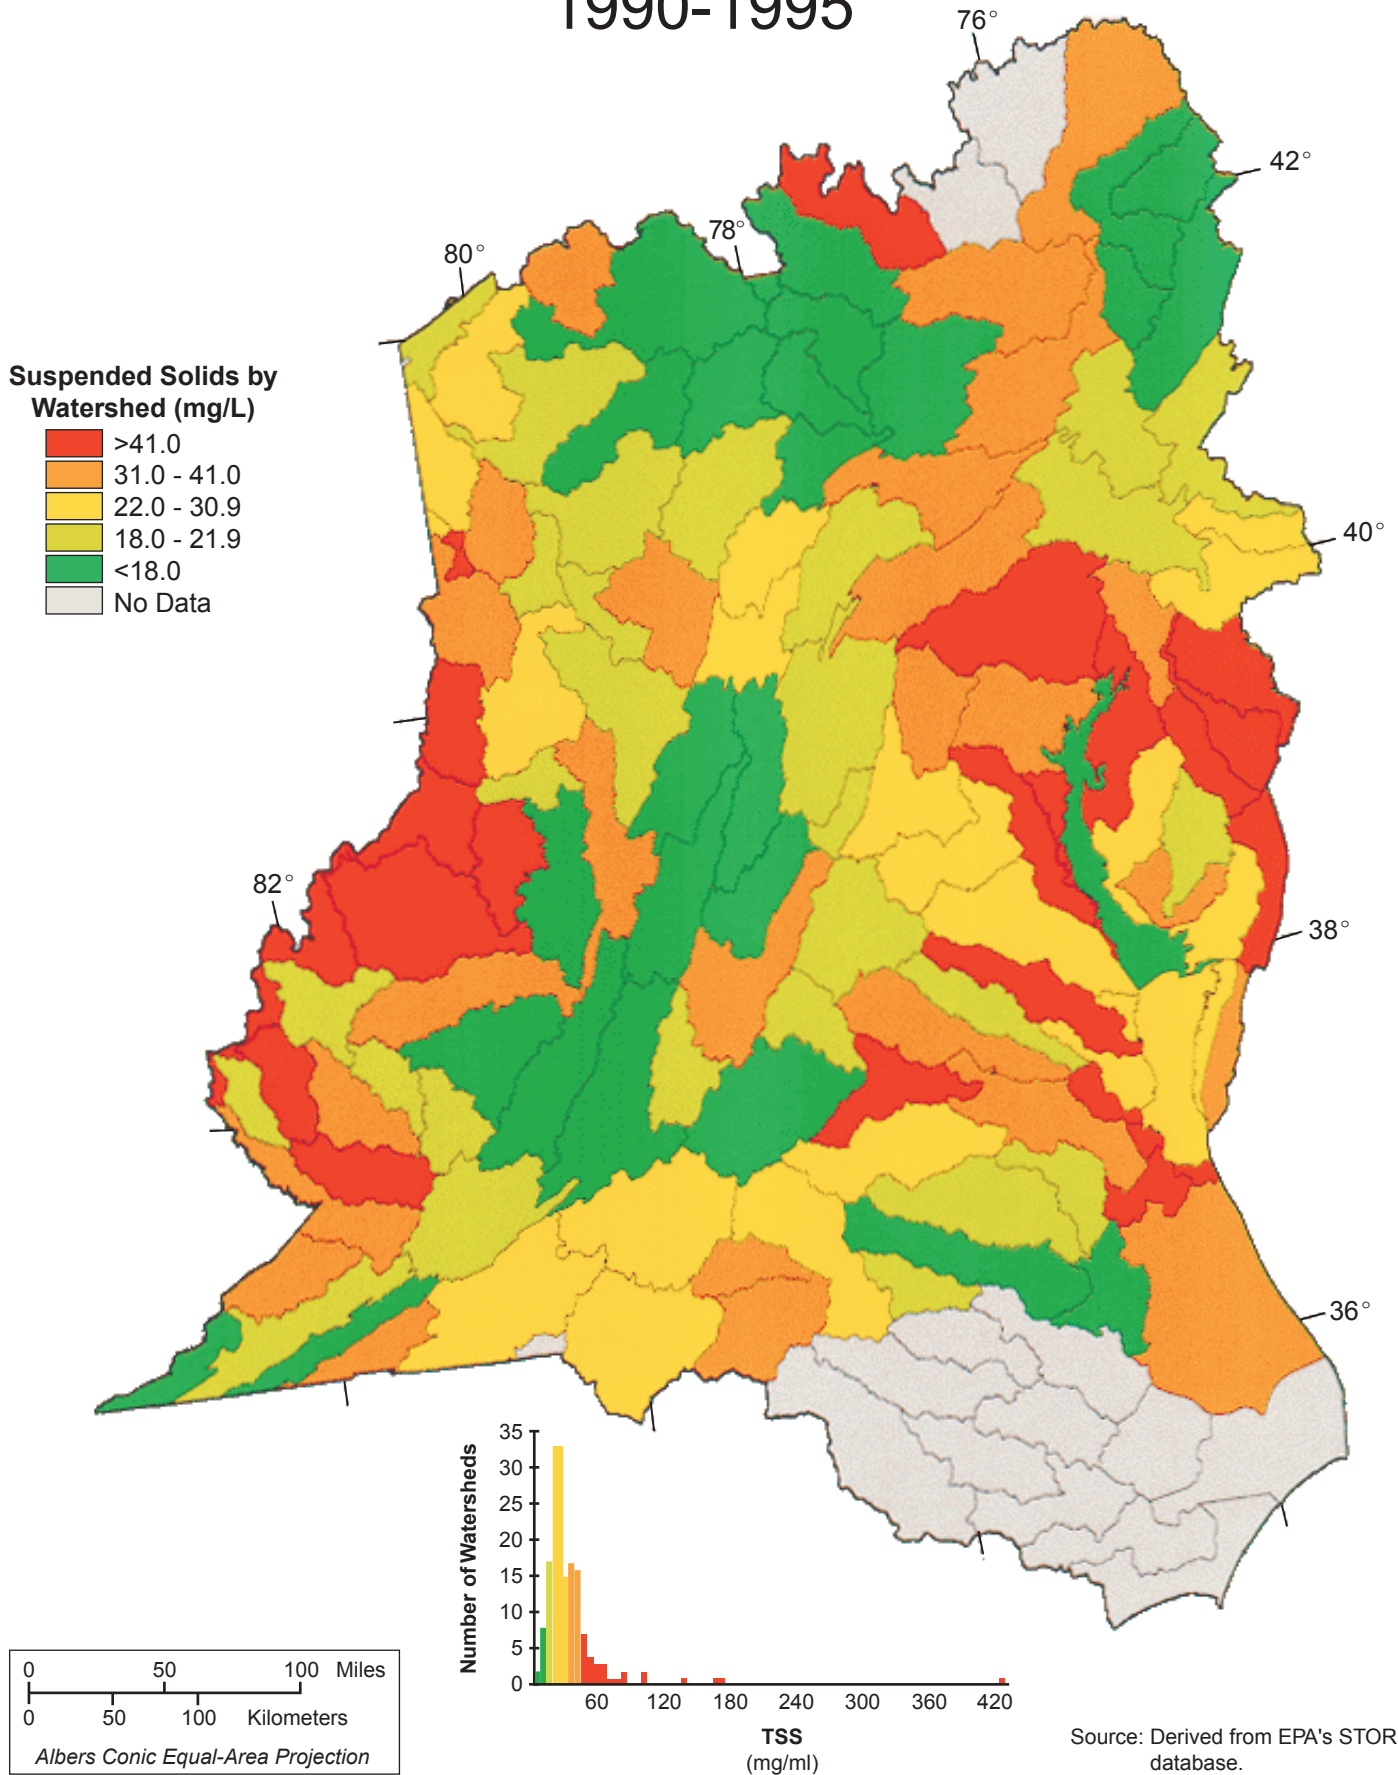 1990-1995
76°
42°
78°
80°
Suspended Solids by
Watershed (mg/L)
>41.0
31.0 - 41.0
22.0 - 30.9
18.0 - 21.9
<18.0
No Data
40°
82°
38°
36°
35
30
25
20
15
10
5
0
Number of Watersheds
60 120 180 240 300 360 420
TSS
(mg/ml)
0 50 100 Miles
0 50 100 Kilometers
Albers Conic Equal-Area Projection
Source: Derived from EPA's STOR
database.